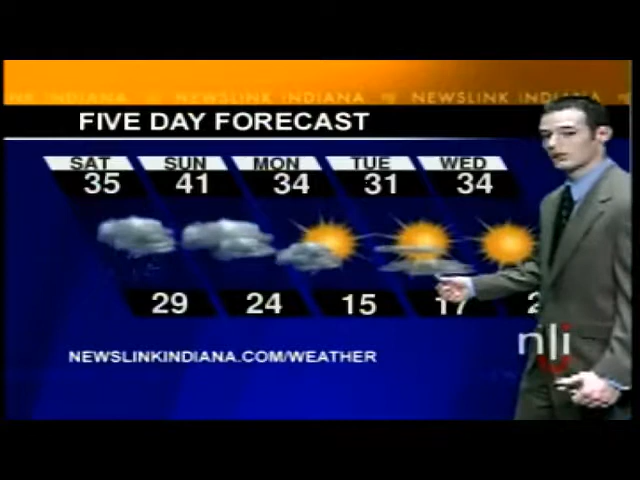 NEWSLINK INDIANA NEWSLINK INDIANA
FIVE DAY FORECAST
SAT SUN MON TUE WED
35 41 34 31 34
29 24 15 17
NEWSLINKINDIANA.COM/WEATHER
nli